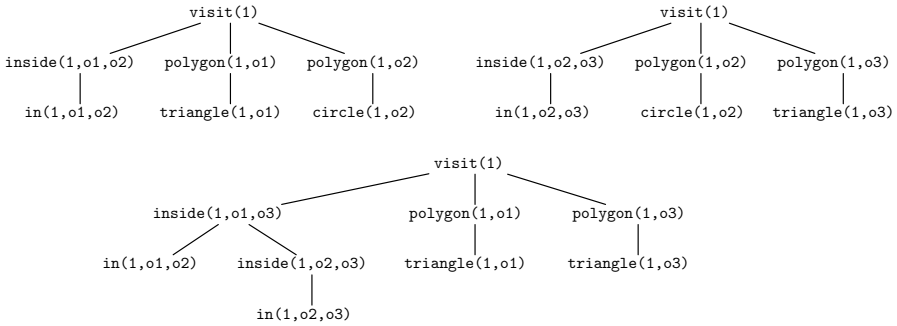 visit(1) visit(1)
inside(1,o1,o2) polygon(1,o1) polygon(1,o2) inside(1,o2,o3) polygon(1,o2) polygon(1,o3)
in(1,o1,o2) triangle(1,o1) circle(1,o2) in(1,o2,o3) circle(1,o2) triangle(1,o3)
visit(1)
inside(1,o1,o3) polygon(1,o1) polygon(1,o3)
in(1,o1,o2) inside(1,o2,o3) triangle(1,o1) triangle(1,o3)
in(1,o2,o3)